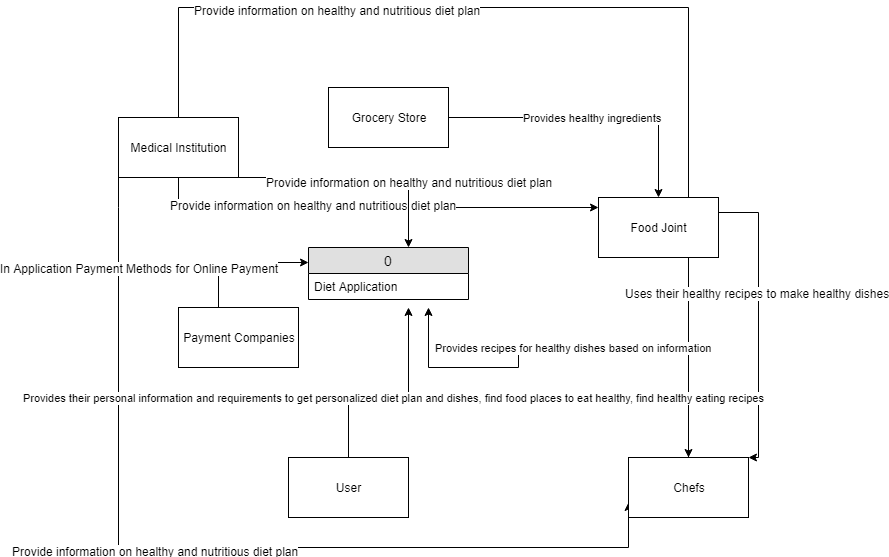 Provide information on healthy and nutritious diet plan
Grocery Store
Provides healthy ingredients
Medical Institution
Provide information on healthy and nutritious diet plan
Provide information on healthy and nutritious diet plan
Food Joint
0
In Application Payment Methods for Online Payment
Diet Application
Uses their healthy recipes to make healthy dishes
Payment Companies
Provides recipes for healthy dishes based on information
Provides their personal information and requirements to get personalized diet plan and dishes, find food places to eat healthy, find healthy eating recipes
User
Chefs
Provide information on healthy and nutritious diet plan